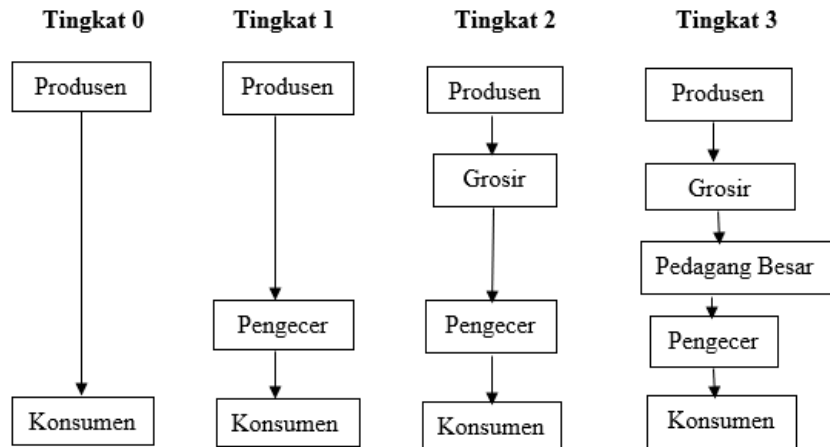 Tingkat 0
Tingkat 1
Tingkat 2
Tingkat 3
Produsen
Konsumen
Produsen
Pengecer
Konsumen
Produsen
Grosir
Pengecer
Konsumen
Produsen
Grosir
Pedagang Besar
Pengecer
Konsumen